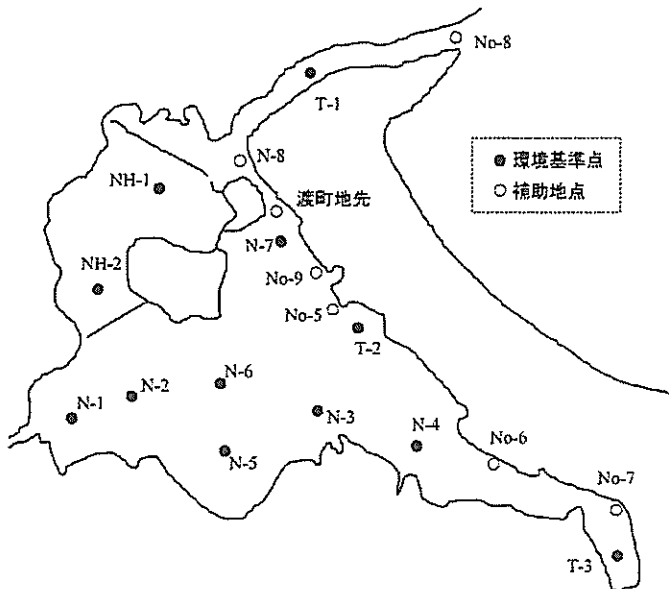 No-8
T-1
N-8
● 環境基準点
○ 補助地点
NH-1
渡町地先
N-7
NH-2
No-9
No-5
T-2
N-6
N-2
N-1
N-3
N-4
N-5
No-6
No-7
T-3